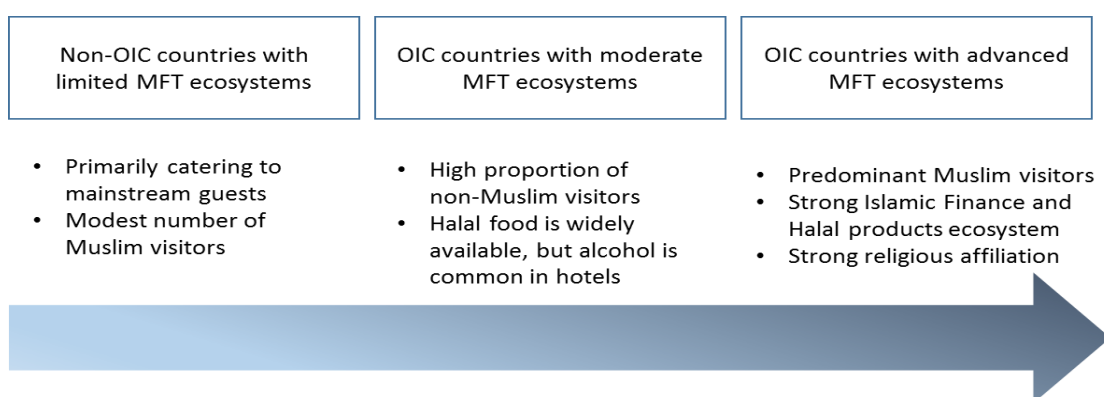 Non-OIC countries with
limited MFT ecosystems
OIC countries with moderate
MFT ecosystems
OIC countries with advanced
MFT ecosystems
• Primarily catering to
mainstream guests
• Modest number of
Muslim visitors
• High proportion of
non-Muslim visitors
• Halal food is widely
available, but alcohol is
common in hotels
• Predominant Muslim visitors
• Strong Islamic Finance and
Halal products ecosystem
• Strong religious affiliation